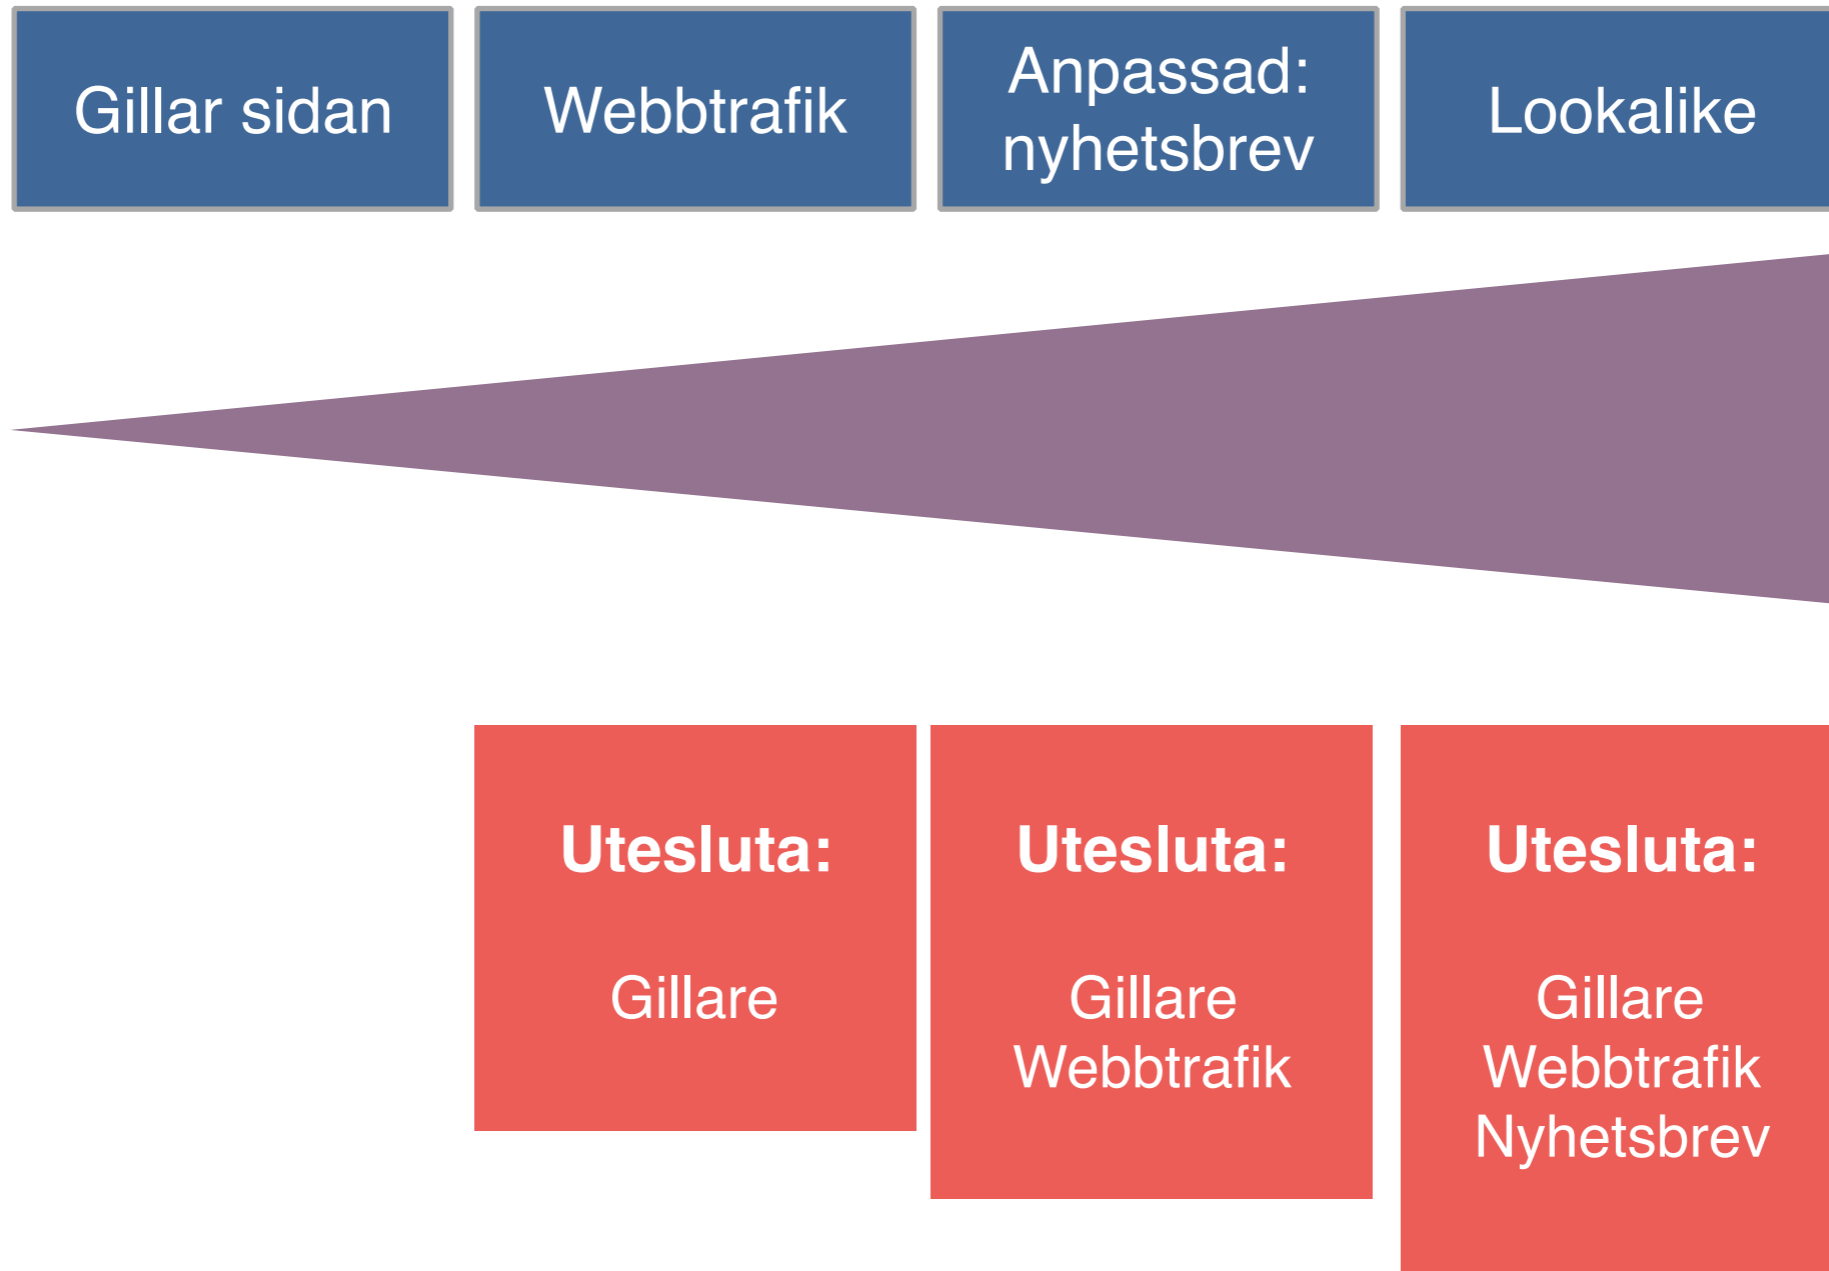 Gillar sidan
Webbtrafik
Anpassad:
nyhetsbrev
Lookalike
Utesluta:
Gillare
Utesluta:
Gillare
Webbtrafik
Utesluta:
Gillare
Webbtrafik
Nyhetsbrev